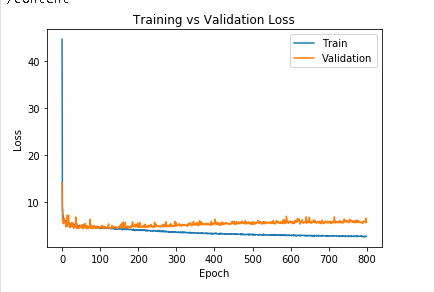 /content
Training vs Validation Loss
Train
Validation
40
30
20
10
Loss
0 100 200 300 400 500 600 700 800
Epoch